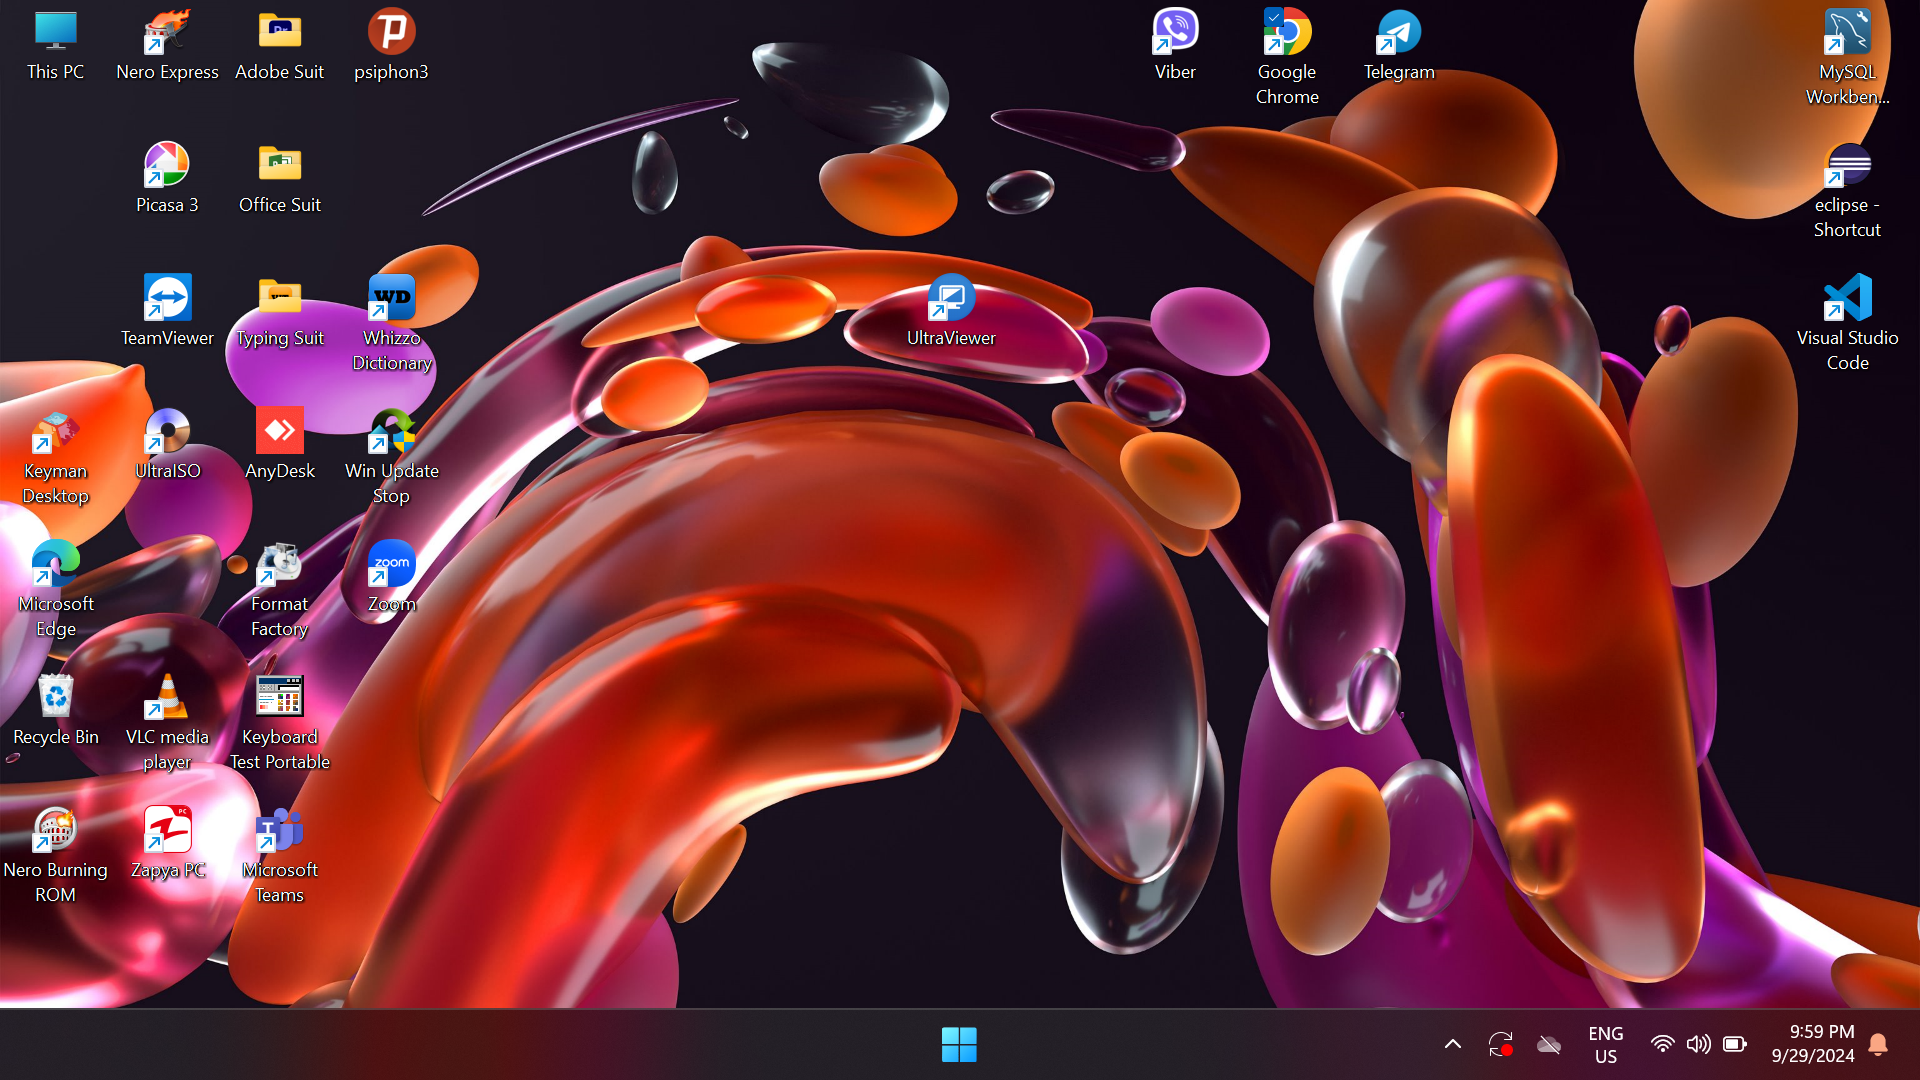 This PC
Nero Express
Adobe Suit
psiphon3
Viber
Google
Chrome
Telegram
MySQL
Workben...
Picasa 3
Office Suit
eclipse -
Shortcut
TeamViewer
Typing Suit
WD
Whizzo
Dictionary
UltraViewer
Visual Studio
Code
Keyman
Desktop
UltraISO
AnyDesk
Win Update
Stop
Microsoft
Edge
Format
Factory
zoom
Zoom
Recycle Bin
VLC media
player
Keyboard
Test Portable
Nero Burning
ROM
PC
Zapya PC
T
Microsoft
Teams
ENG
US
9:59 PM
9/29/2024